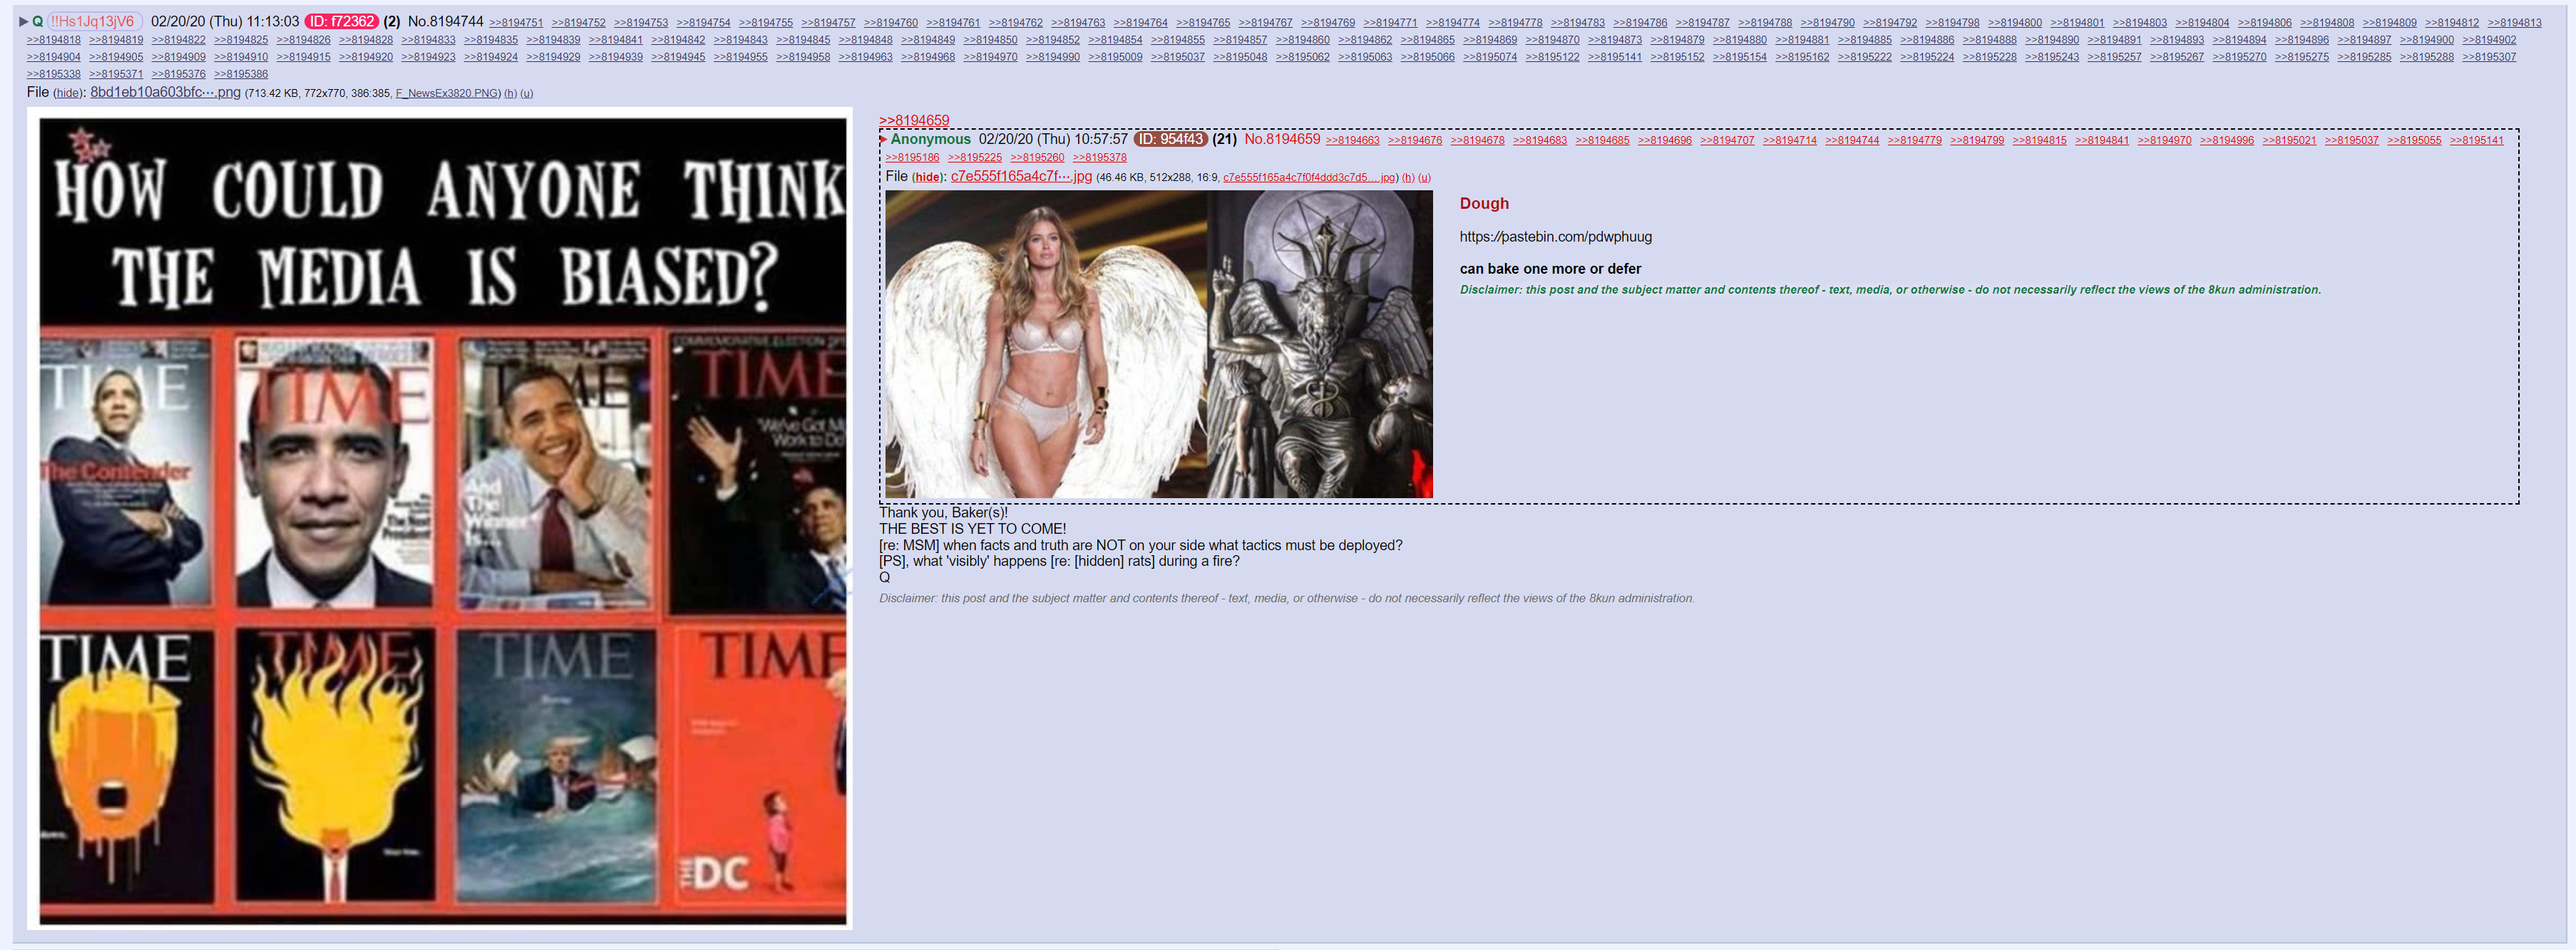 Q !!Hs1Jq13jV6 02/20/20 (Thu) 11:13:03 ID: f72362 (2) No.8194744 >>8194751 >>8194752 >>8194753 >>8194754 >>8194755 >>8194757 >>8194760 >>8194761 >>8194762 >>8194763 >>8194764 >>8194765 >>8194767 >>8194769 >>8194771 >>8194774 >>8194778 >>8194783 >>8194786 >>8194787 >>8194788 >>8194790 >>8194792 >>8194798 >>8194800 >>8194801 >>8194803 >>8194804 >>8194806 >>8194808 >>8194809 >>8194812 >>8194813
>>8194818 >>8194819 >>8194822 >>8194825 >>8194826 >>8194828 >>8194833 >>8194835 >>8194839 >>8194841 >>8194842 >>8194843 >>8194845 >>8194848 >>8194849 >>8194850 >>8194852 >>8194854 >>8194855 >>8194857 >>8194860 >>8194862 >>8194865 >>8194869 >>8194870 >>8194873 >>8194879 >>8194880 >>8194881 >>8194885 >>8194886 >>8194888 >>8194890 >>8194891 >>8194893 >>8194894 >>8194896 >>8194897 >>8194900 >>8194902
>>8194904 >>8194905 >>8194909 >>8194910 >>8194915 >>8194920 >>8194923 >>8194924 >>8194929 >>8194939 >>8194945 >>8194955 >>8194958 >>8194963 >>8194968 >>8194970 >>8194990 >>8195009 >>8195037 >>8195048 >>8195062 >>8195063 >>8195066 >>8195074 >>8195122 >>8195141 >>8195152 >>8195154 >>8195162 >>8195222 >>8195224 >>8195228 >>8195243 >>8195257 >>8195267 >>8195270 >>8195275 >>8195285 >>8195288 >>8195307
>>8195338 >>8195371 >>8195376 >>8195386
File (hide): 8bd1eb10a603bfc···.png (713.42 KB, 772x770, 386:385, F_NewsEx3820.PNG) (h) (u)
HOW COULD ANYONE THINK
THE MEDIA IS BIASED?
TIME
The Contender
TIME
The Next
President
TIME
And
The
Winner
Is...
COMMEMORATIVE ELECTION
TIME
'We've Got
Work to Do
TIME
TIME
TIME
TIME
THE DC
>>8194659
Anonymous 02/20/20 (Thu) 10:57:57 ID: 954f43 (21) No.8194659 >>8194663 >>8194676 >>8194678 >>8194683 >>8194685 >>8194696 >>8194707 >>8194714 >>8194744 >>8194779 >>8194799 >>8194815 >>8194841 >>8194970 >>8194996 >>8195021 >>8195037 >>8195055 >>8195141
>>8195186 >>8195225 >>8195260 >>8195378
File (hide): c7e555f165a4c7f···.jpg (46.46 KB, 512x288, 16:9, c7e555f165a4c7f0f4ddd3c7d5….jpg) (h) (u)
Dough
https://pastebin.com/pdwphuug
can bake one more or defer
Disclaimer: this post and the subject matter and contents thereof - text, media, or otherwise - do not necessarily reflect the views of the 8kun administration.
Thank you, Baker(s)!
THE BEST IS YET TO COME!
[re: MSM] when facts and truth are NOT on your side what tactics must be deployed?
[PS], what 'visibly' happens [re: [hidden] rats] during a fire?
Q
Disclaimer: this post and the subject matter and contents thereof - text, media, or otherwise - do not necessarily reflect the views of the 8kun administration.